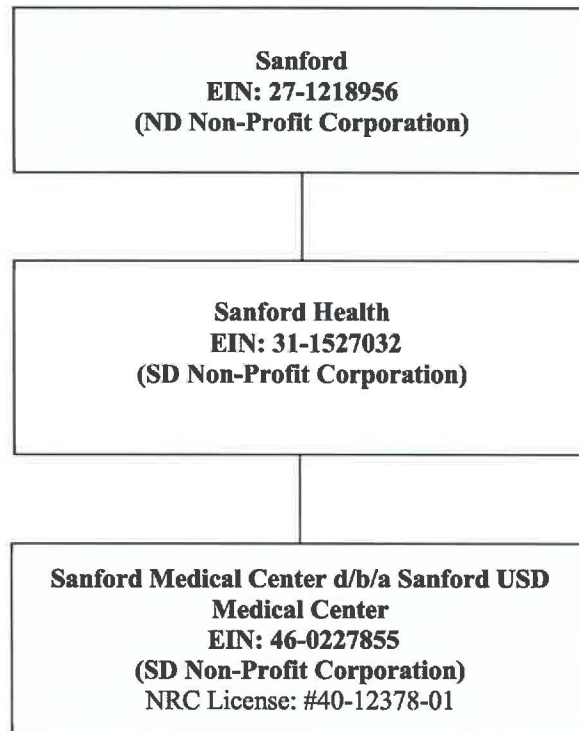 Sanford
EIN: 27-1218956
(ND Non-Profit Corporation)
Sanford Health
EIN: 31-1527032
(SD Non-Profit Corporation)
Sanford Medical Center d/b/a Sanford USD
Medical Center
EIN: 46-0227855
(SD Non-Profit Corporation)
NRC License: #40-12378-01